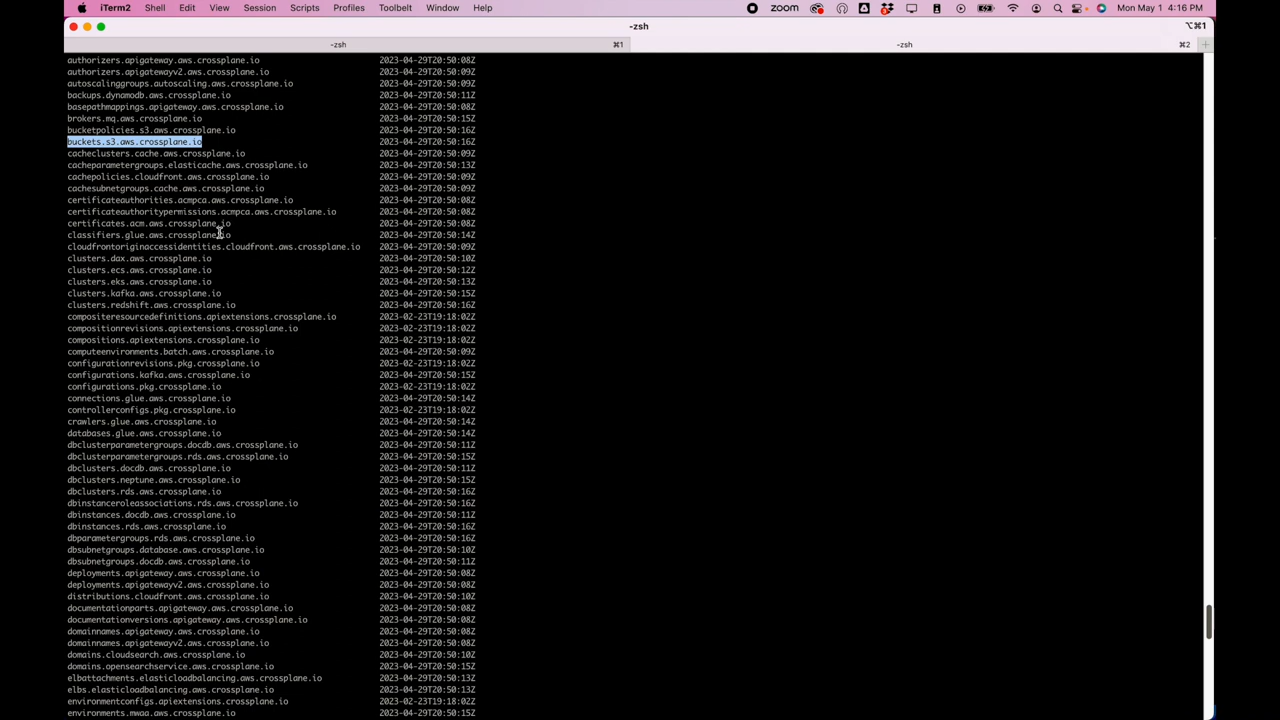 iTerm2 Shell Edit View Session Scripts Profiles Toolbelt Window Help zoom Mon May 1 4:16 PM
-zsh ⌥⌘1
-zsh ⌘1 -zsh ⌘2 +
authorizers.apigateway.aws.crossplane.io 2023-04-29T20:50:08Z
authorizers.apigatewayv2.aws.crossplane.io 2023-04-29T20:50:09Z
autoscalinggroups.autoscaling.aws.crossplane.io 2023-04-29T20:50:09Z
backups.dynamodb.aws.crossplane.io 2023-04-29T20:50:11Z
basepathmappings.apigateway.aws.crossplane.io 2023-04-29T20:50:08Z
brokers.mq.aws.crossplane.io 2023-04-29T20:50:15Z
bucketpolicies.s3.aws.crossplane.io 2023-04-29T20:50:16Z
buckets.s3.aws.crossplane.io 2023-04-29T20:50:16Z
cacheclusters.cache.aws.crossplane.io 2023-04-29T20:50:09Z
cacheparametergroups.elasticache.aws.crossplane.io 2023-04-29T20:50:13Z
cachepolicies.cloudfront.aws.crossplane.io 2023-04-29T20:50:09Z
cachesubnetgroups.cache.aws.crossplane.io 2023-04-29T20:50:09Z
certificateauthorities.acmpca.aws.crossplane.io 2023-04-29T20:50:08Z
certificateauthoritypermissions.acmpca.aws.crossplane.io 2023-04-29T20:50:08Z
certificates.acm.aws.crossplane.io 2023-04-29T20:50:08Z
classifiers.glue.aws.crossplane.io 2023-04-29T20:50:14Z
cloudfrontoriginaccessidentities.cloudfront.aws.crossplane.io 2023-04-29T20:50:09Z
clusters.dax.aws.crossplane.io 2023-04-29T20:50:10Z
clusters.ecs.aws.crossplane.io 2023-04-29T20:50:12Z
clusters.eks.aws.crossplane.io 2023-04-29T20:50:13Z
clusters.kafka.aws.crossplane.io 2023-04-29T20:50:15Z
clusters.redshift.aws.crossplane.io 2023-04-29T20:50:16Z
compositeresourcedefinitions.apiextensions.crossplane.io 2023-02-23T19:18:02Z
compositionrevisions.apiextensions.crossplane.io 2023-02-23T19:18:02Z
compositions.apiextensions.crossplane.io 2023-02-23T19:18:02Z
computeenvironments.batch.aws.crossplane.io 2023-04-29T20:50:09Z
configurationrevisions.pkg.crossplane.io 2023-02-23T19:18:02Z
configurations.kafka.aws.crossplane.io 2023-04-29T20:50:15Z
configurations.pkg.crossplane.io 2023-02-23T19:18:02Z
connections.glue.aws.crossplane.io 2023-04-29T20:50:14Z
controllerconfigs.pkg.crossplane.io 2023-02-23T19:18:02Z
crawlers.glue.aws.crossplane.io 2023-04-29T20:50:14Z
databases.glue.aws.crossplane.io 2023-04-29T20:50:14Z
dbclusterparametergroups.docdb.aws.crossplane.io 2023-04-29T20:50:11Z
dbclusterparametergroups.rds.aws.crossplane.io 2023-04-29T20:50:15Z
dbclusters.docdb.aws.crossplane.io 2023-04-29T20:50:11Z
dbclusters.neptune.aws.crossplane.io 2023-04-29T20:50:15Z
dbclusters.rds.aws.crossplane.io 2023-04-29T20:50:16Z
dbinstanceroleassociations.rds.aws.crossplane.io 2023-04-29T20:50:16Z
dbinstances.docdb.aws.crossplane.io 2023-04-29T20:50:11Z
dbinstances.rds.aws.crossplane.io 2023-04-29T20:50:16Z
dbparametergroups.rds.aws.crossplane.io 2023-04-29T20:50:16Z
dbsubnetgroups.database.aws.crossplane.io 2023-04-29T20:50:10Z
dbsubnetgroups.docdb.aws.crossplane.io 2023-04-29T20:50:11Z
deployments.apigateway.aws.crossplane.io 2023-04-29T20:50:08Z
deployments.apigatewayv2.aws.crossplane.io 2023-04-29T20:50:08Z
distributions.cloudfront.aws.crossplane.io 2023-04-29T20:50:10Z
documentationparts.apigateway.aws.crossplane.io 2023-04-29T20:50:08Z
documentationversions.apigateway.aws.crossplane.io 2023-04-29T20:50:08Z
domainnames.apigateway.aws.crossplane.io 2023-04-29T20:50:08Z
domainnames.apigatewayv2.aws.crossplane.io 2023-04-29T20:50:08Z
domains.cloudsearch.aws.crossplane.io 2023-04-29T20:50:10Z
domains.opensearchservice.aws.crossplane.io 2023-04-29T20:50:15Z
elbattachments.elasticloadbalancing.aws.crossplane.io 2023-04-29T20:50:13Z
elbs.elasticloadbalancing.aws.crossplane.io 2023-04-29T20:50:13Z
environmentconfigs.apiextensions.crossplane.io 2023-02-23T19:18:02Z
environments.mwaa.aws.crossplane.io 2023-04-29T20:50:15Z